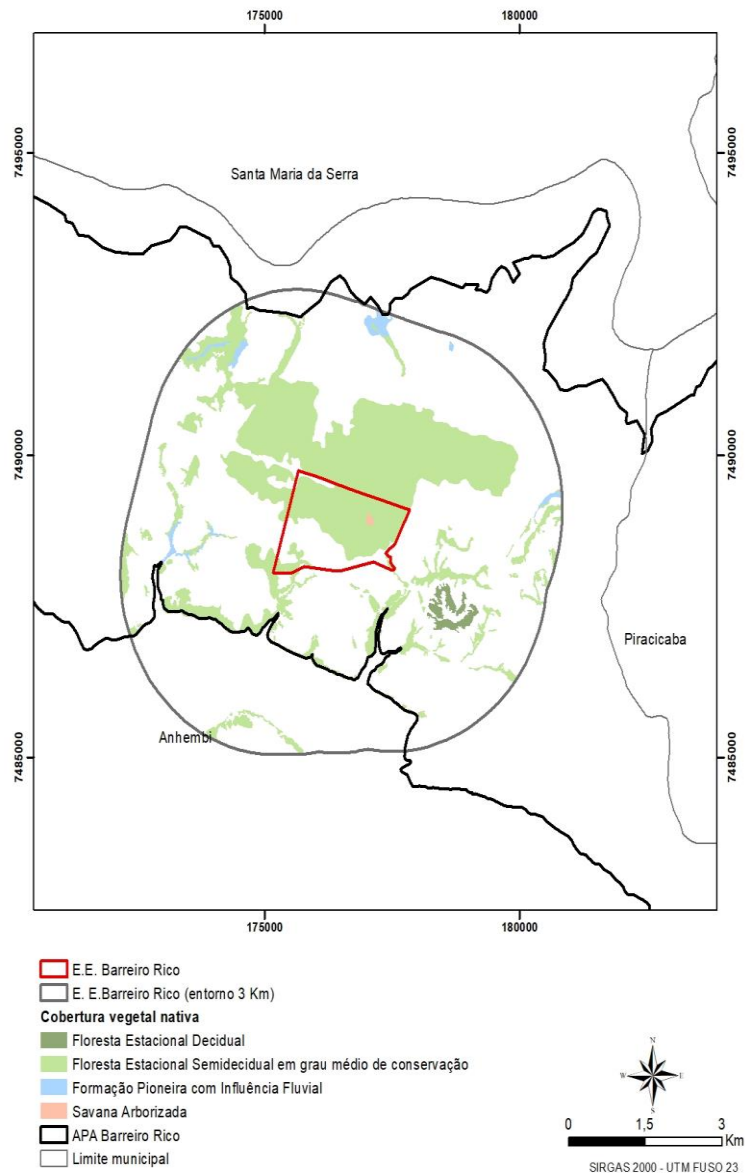 175000
180000
7495000
7495000
Santa Maria da Serra
7490000
7490000
Piracicaba
Anhembi
7485000
7485000
175000
180000
E.E. Barreiro Rico
E. E.Barreiro Rico (entorno 3 Km)
Cobertura vegetal nativa
Floresta Estacional Decidual
Floresta Estacional Semidecidual em grau médio de conservação
Formação Pioneira com Influência Fluvial
Savana Arborizada
APA Barreiro Rico
Limite municipal
N
W E
S
0 1,5 3
Km
SIRGAS 2000 - UTM FUSO 23